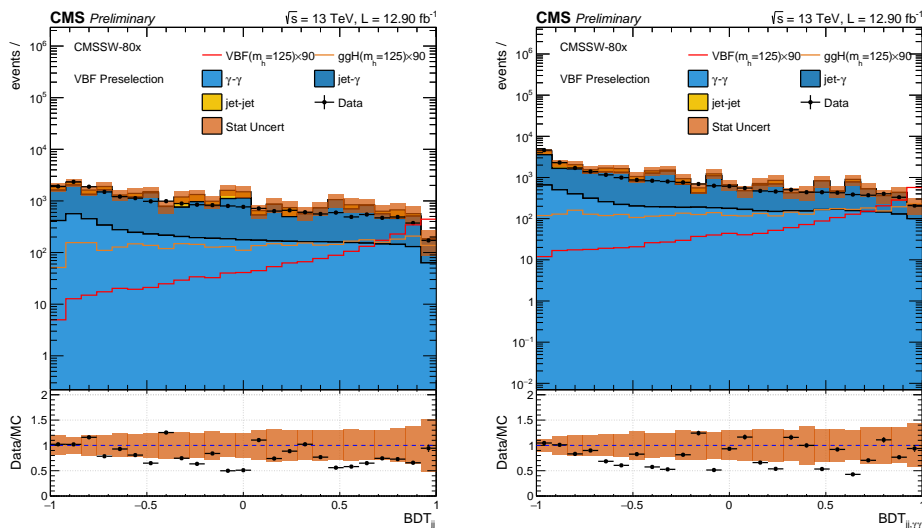 CMS Preliminary √s = 13 TeV, L = 12.90 fb⁻¹
events /
10⁶
10⁵
10⁴
10³
10²
10
1
CMSSW-80x
VBF Preselection
VBF(m_h=125)×90
ggH(m_h=125)×90
γ-γ
jet-γ
jet-jet
Data
Stat Uncert
Data/MC
2
1.5
1
0.5
0
−1 −0.5 0 0.5 1
BDT_jj
CMS Preliminary √s = 13 TeV, L = 12.90 fb⁻¹
events /
10⁶
10⁵
10⁴
10³
10²
10
1
10⁻¹
10⁻²
CMSSW-80x
VBF Preselection
VBF(m_h=125)×90
ggH(m_h=125)×90
γ-γ
jet-γ
jet-jet
Data
Stat Uncert
Data/MC
2
1.5
1
0.5
0
−1 −0.5 0 0.5 1